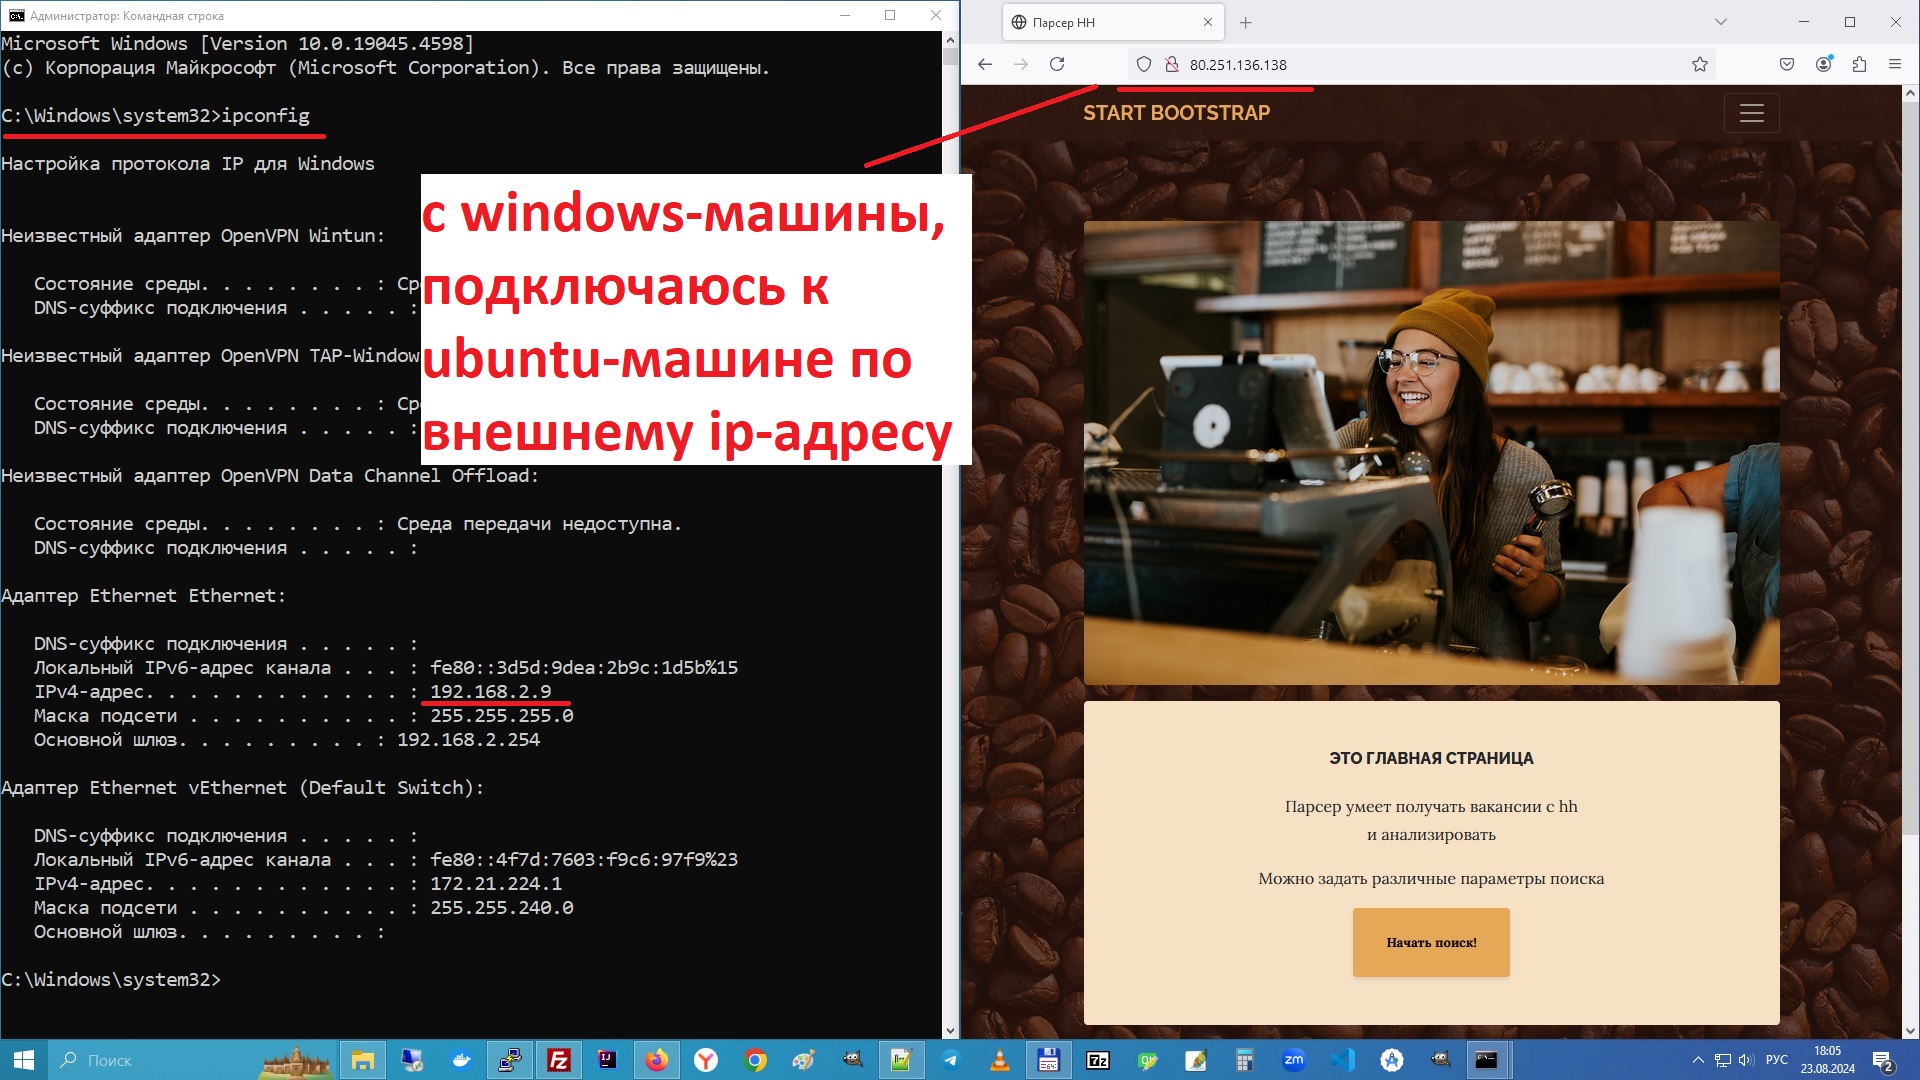 Администратор: Командная строка
Microsoft Windows [Version 10.0.19045.4598]
(c) Корпорация Майкрософт (Microsoft Corporation). Все права защищены.
C:\Windows\system32>ipconfig
Настройка протокола IP для Windows
Неизвестный адаптер OpenVPN Wintun:
Состояние среды. . . . . . . . :
DNS-суффикс подключения . . . . . :
Неизвестный адаптер OpenVPN TAP-Window
Состояние среды. . . . . . . . :
DNS-суффикс подключения . . . . . :
Неизвестный адаптер OpenVPN Data Channel Offload:
Состояние среды. . . . . . . . : Среда передачи недоступна.
DNS-суффикс подключения . . . . . :
Адаптер Ethernet Ethernet:
DNS-суффикс подключения . . . . . :
Локальный IPv6-адрес канала . . . : fe80::3d5d:9dea:2b9c:1d5b%15
IPv4-адрес. . . . . . . . . . . . : 192.168.2.9
Маска подсети . . . . . . . . . . : 255.255.255.0
Основной шлюз. . . . . . . . . : 192.168.2.254
Адаптер Ethernet vEthernet (Default Switch):
DNS-суффикс подключения . . . . . :
Локальный IPv6-адрес канала . . . : fe80::4f7d:7603:f9c6:97f9%23
IPv4-адрес. . . . . . . . . . . . : 172.21.224.1
Маска подсети . . . . . . . . . . : 255.255.240.0
Основной шлюз. . . . . . . . . :
C:\Windows\system32>
с windows-машины,
подключаюсь к
ubuntu-машине по
внешнему ip-адресу
Парсер HH
80.251.136.138
START BOOTSTRAP
ЭТО ГЛАВНАЯ СТРАНИЦА
Парсер умеет получать вакансии с hh
и анализировать
Можно задать различные параметры поиска
Начать поиск!
Поиск
РУС
18:05
23.08.2024
2